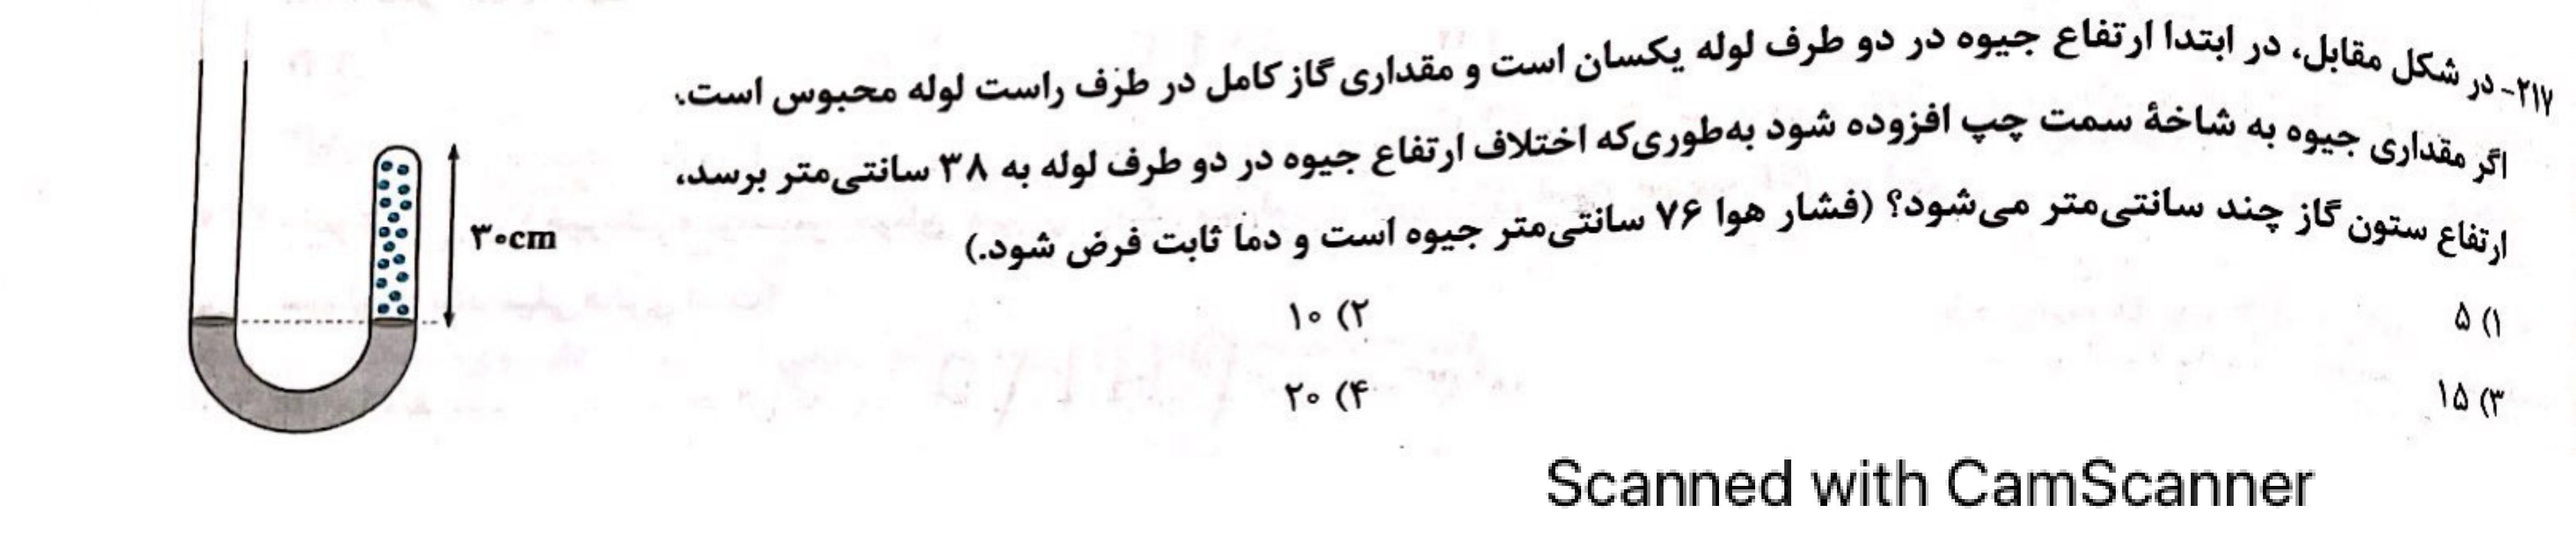 ۲۱۷- در شکل مقابل، در ابتدا ارتفاع جیوه در دو طرف لوله یکسان است و مقداری گاز کامل در طرف راست لوله محبوس است.
اگر مقداری جیوه به شاخهٔ سمت چپ افزوده شود به‌طوری‌که اختلاف ارتفاع جیوه در دو طرف لوله به ۳۸ سانتی‌متر برسد،
ارتفاع ستون گاز چند سانتی‌متر می‌شود؟ (فشار هوا ۷۶ سانتی‌متر جیوه است و دما ثابت فرض شود.)
۳۰cm
۱) ۵
۲) ۱۰
۳) ۱۵
۴) ۲۰
Scanned with CamScanner